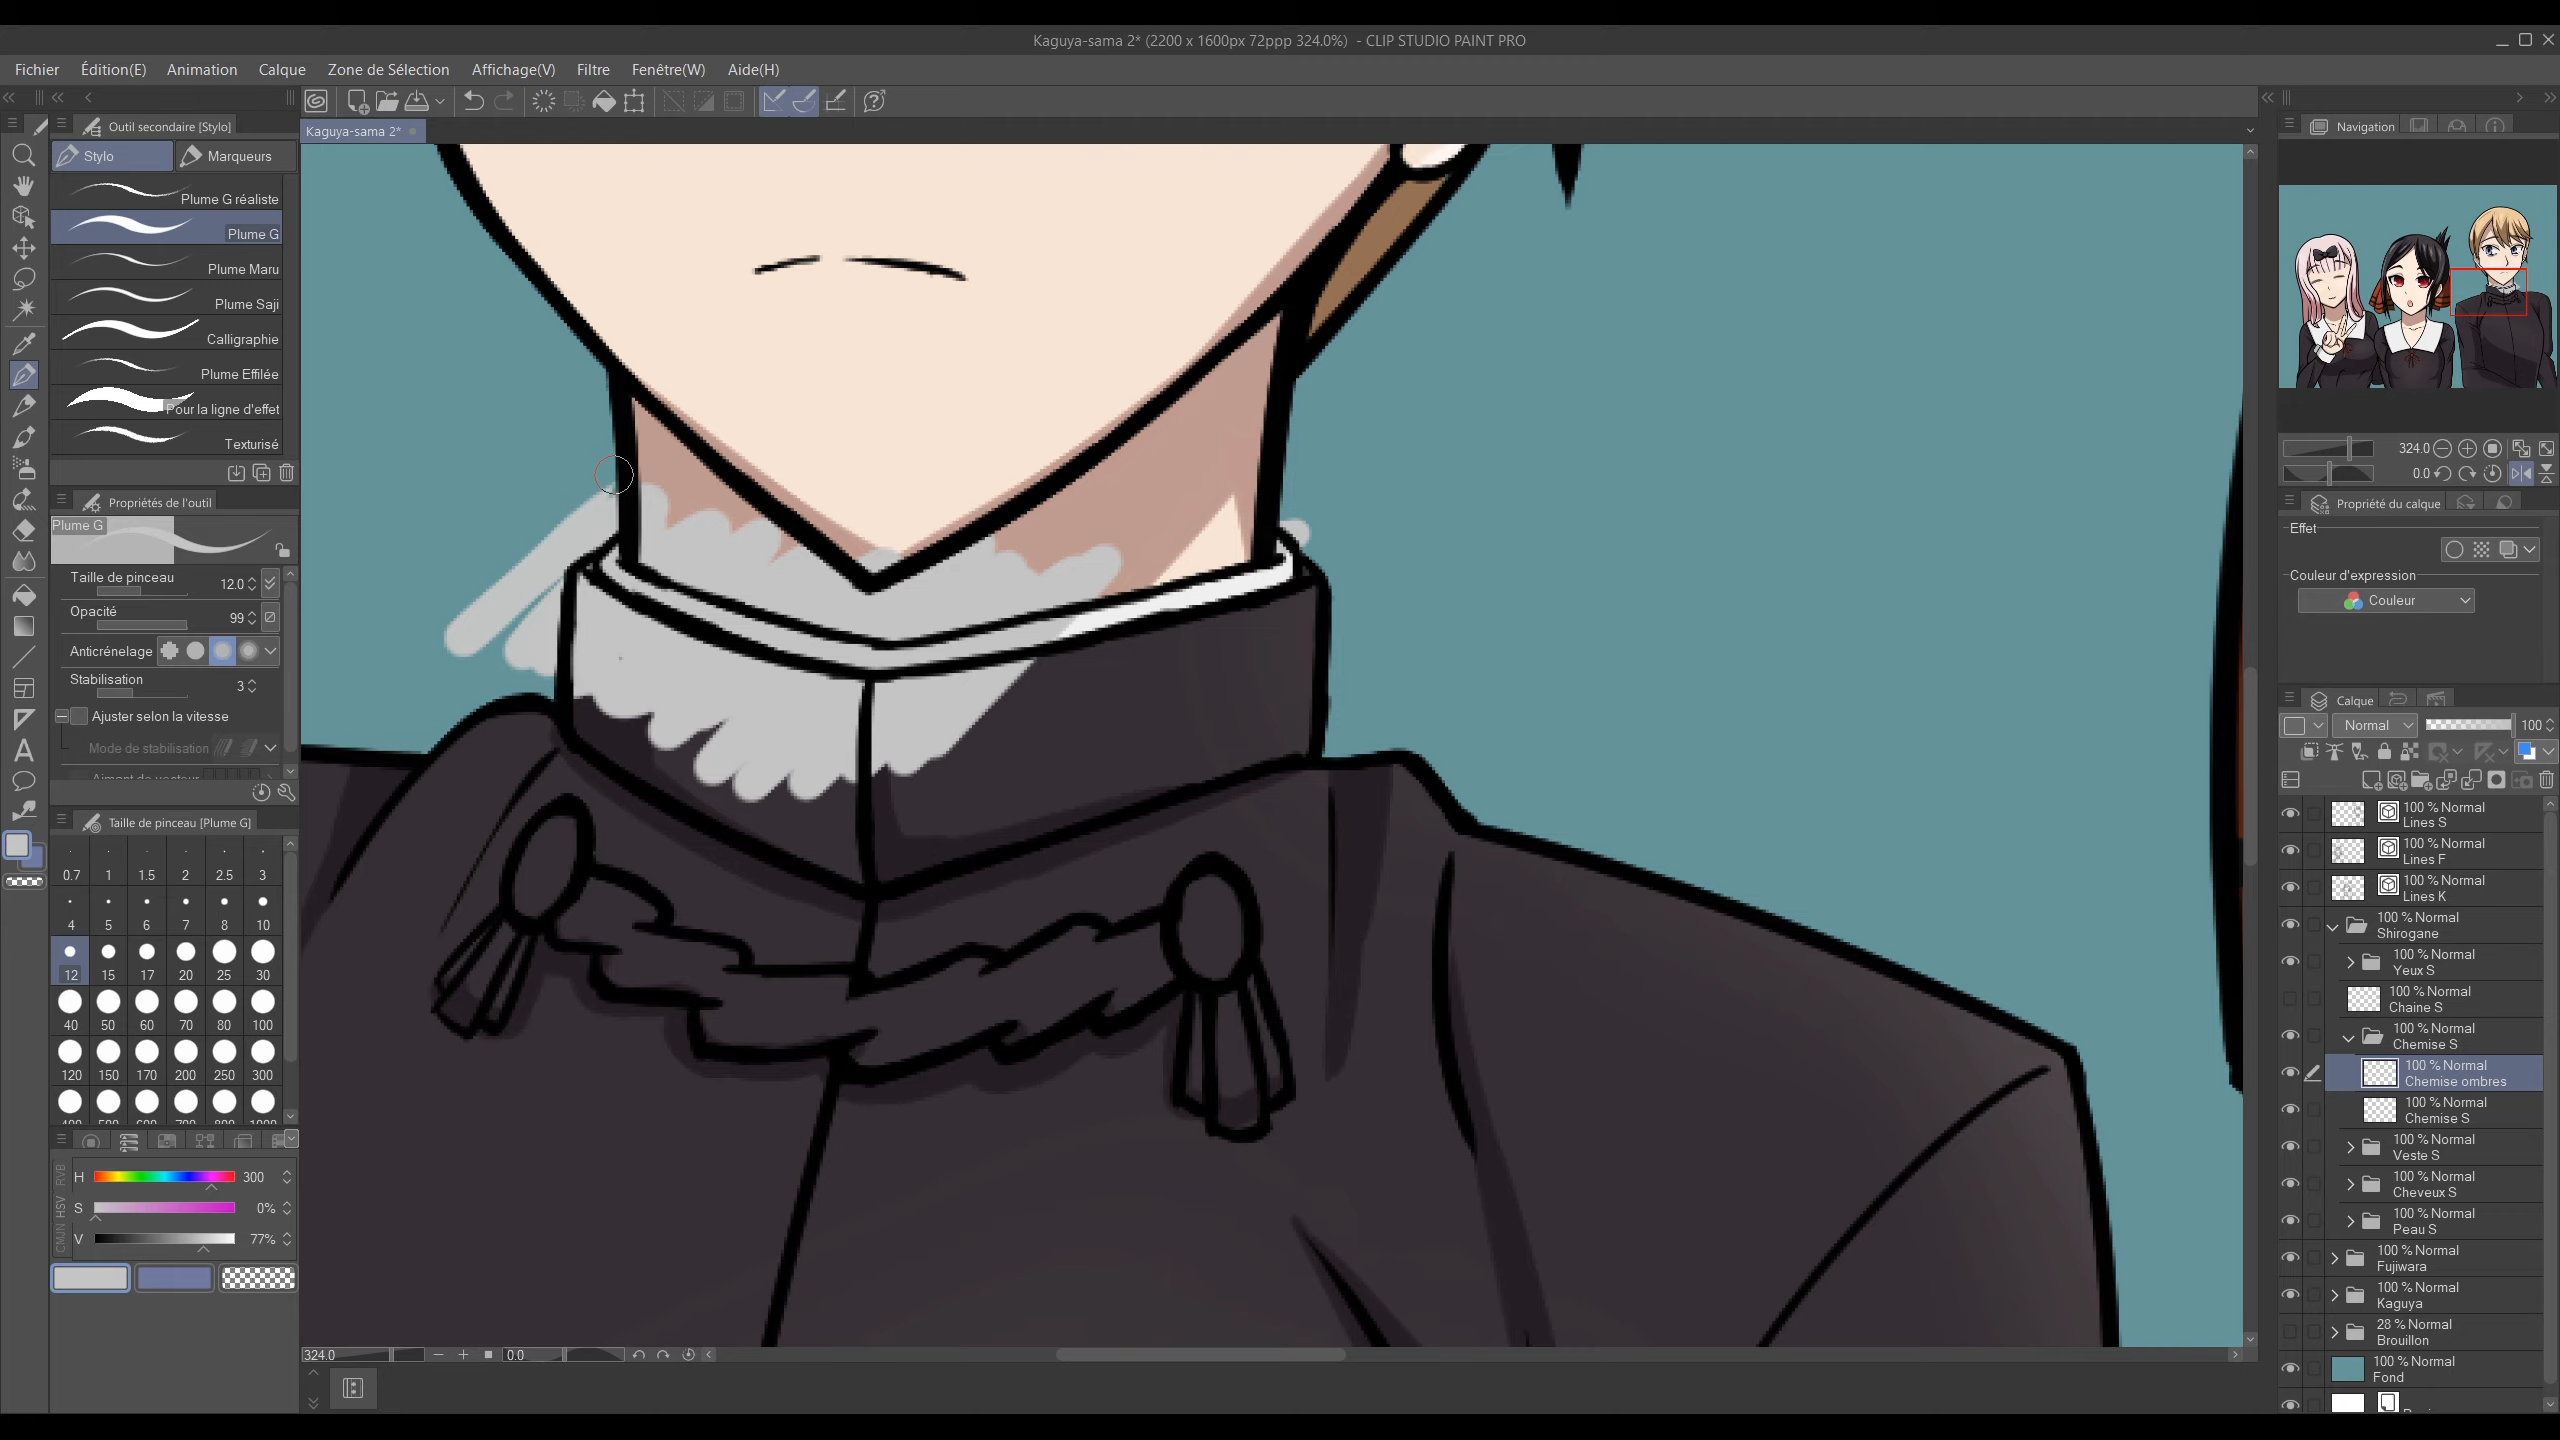 Kaguya-sama 2* (2200 x 1600px 72ppp 324.0%) - CLIP STUDIO PAINT PRO
Fichier Édition(E) Animation Calque Zone de Sélection Affichage(V) Filtre Fenêtre(W) Aide(H)
Outil secondaire [Stylo]
Stylo Marqueurs
Plume G réaliste
Plume G
Plume Maru
Plume Saji
Calligraphie
Plume Effilée
Pour la ligne d'effet
Texturisé
Propriétés de l'outil
Plume G
Taille de pinceau 12.0
Opacité 99
Anticrénelage
Stabilisation 3
Ajuster selon la vitesse
Mode de stabilisation
Aimant de vecteur
Taille de pinceau [Plume G]
0.7 1 1.5 2 2.5 3
4 5 6 7 8 10
12 15 17 20 25 30
40 50 60 70 80 100
120 150 170 200 250 300
RVB
HSV
CMJN
H 300
S 0%
V 77%
Kaguya-sama 2*
324.0 0.0
Navigation
324.0
0.0
Propriété du calque
Effet
Couleur d'expression
Couleur
Calque
Normal 100
100 % Normal
Lines S
100 % Normal
Lines F
100 % Normal
Lines K
100 % Normal
Shirogane
100 % Normal
Yeux S
100 % Normal
Chaine S
100 % Normal
Chemise S
100 % Normal
Chemise ombres
100 % Normal
Chemise S
100 % Normal
Veste S
100 % Normal
Cheveux S
100 % Normal
Peau S
100 % Normal
Fujiwara
100 % Normal
Kaguya
28 % Normal
Brouillon
100 % Normal
Fond